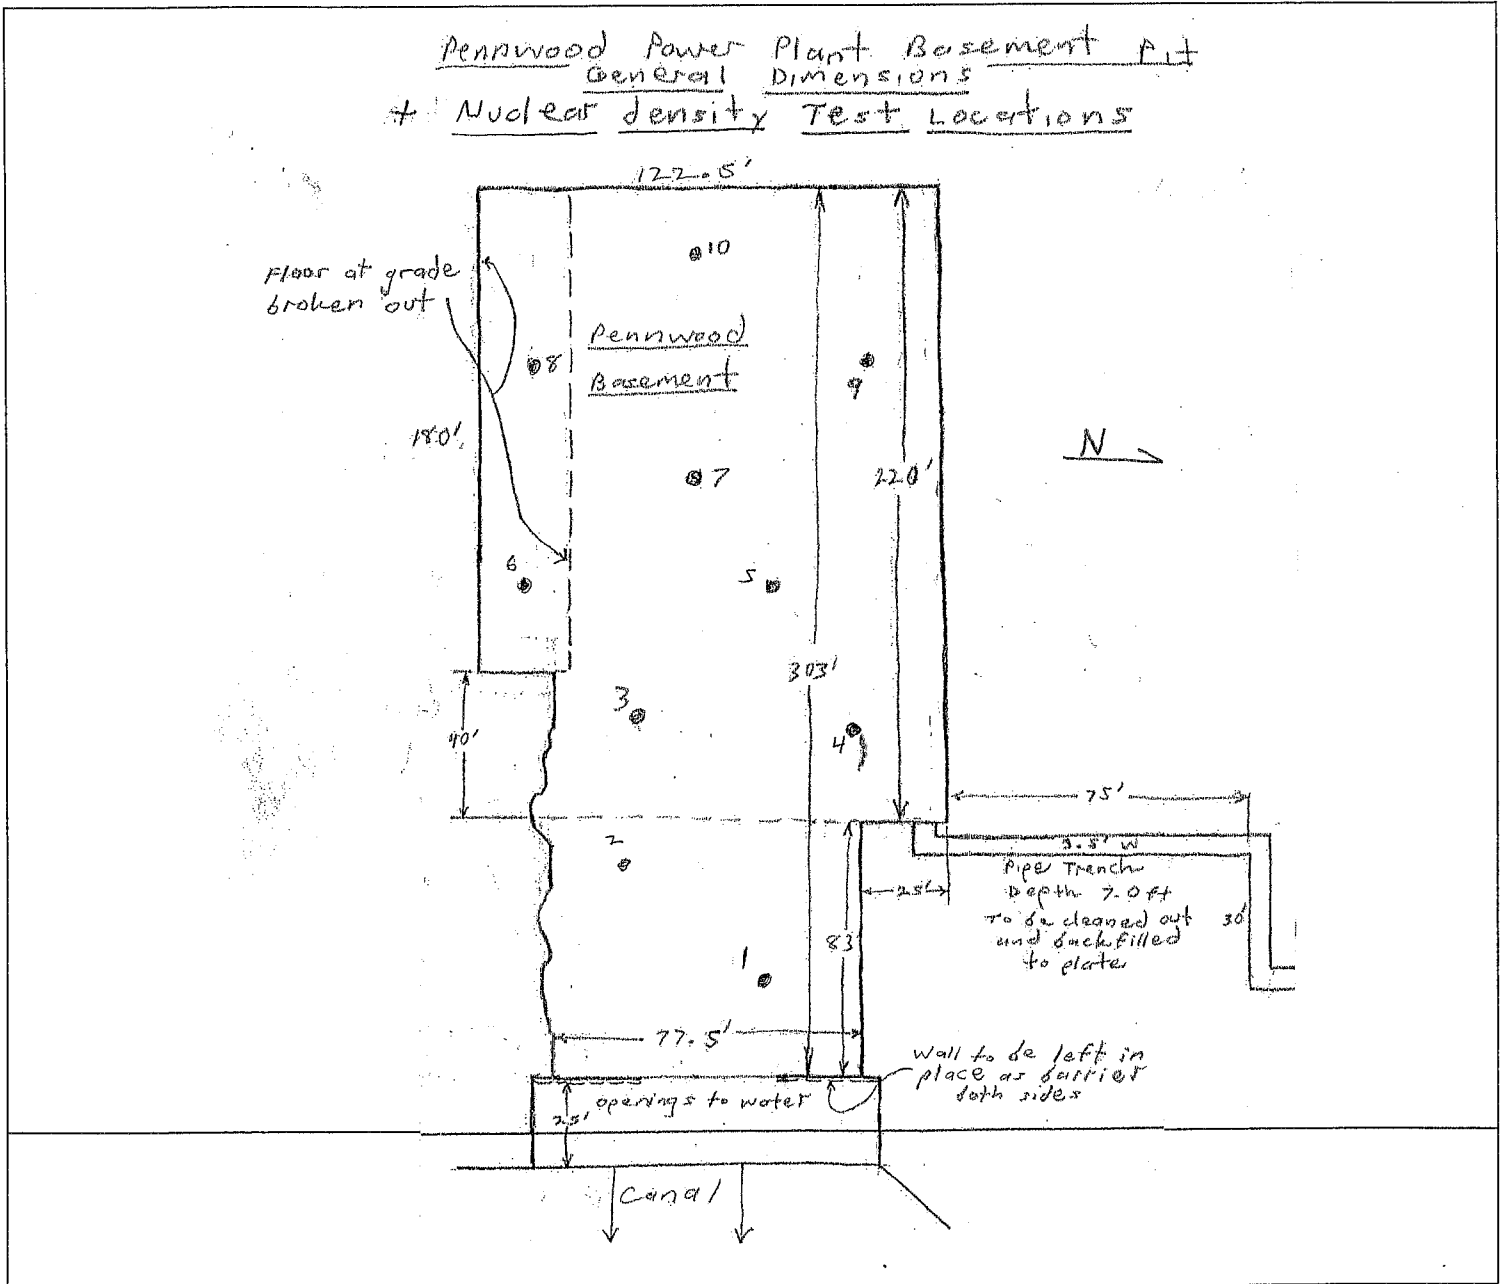 Pennwood Power Plant Basement Pit
General Dimensions
+ Nuclear density Test Locations
122.5'
10
Floor at grade
broken out
Pennwood
Basement
8
9
180'
N
7
220'
6
5
303'
3
4
40'
75'
2
3.5' W
Pipe Trench
Depth 7.0 ft
To be cleaned out
and backfilled
to plater
25'
30'
83'
1
77.5'
Wall to be left in
place as barrier
both sides
openings to water
25'
Canal